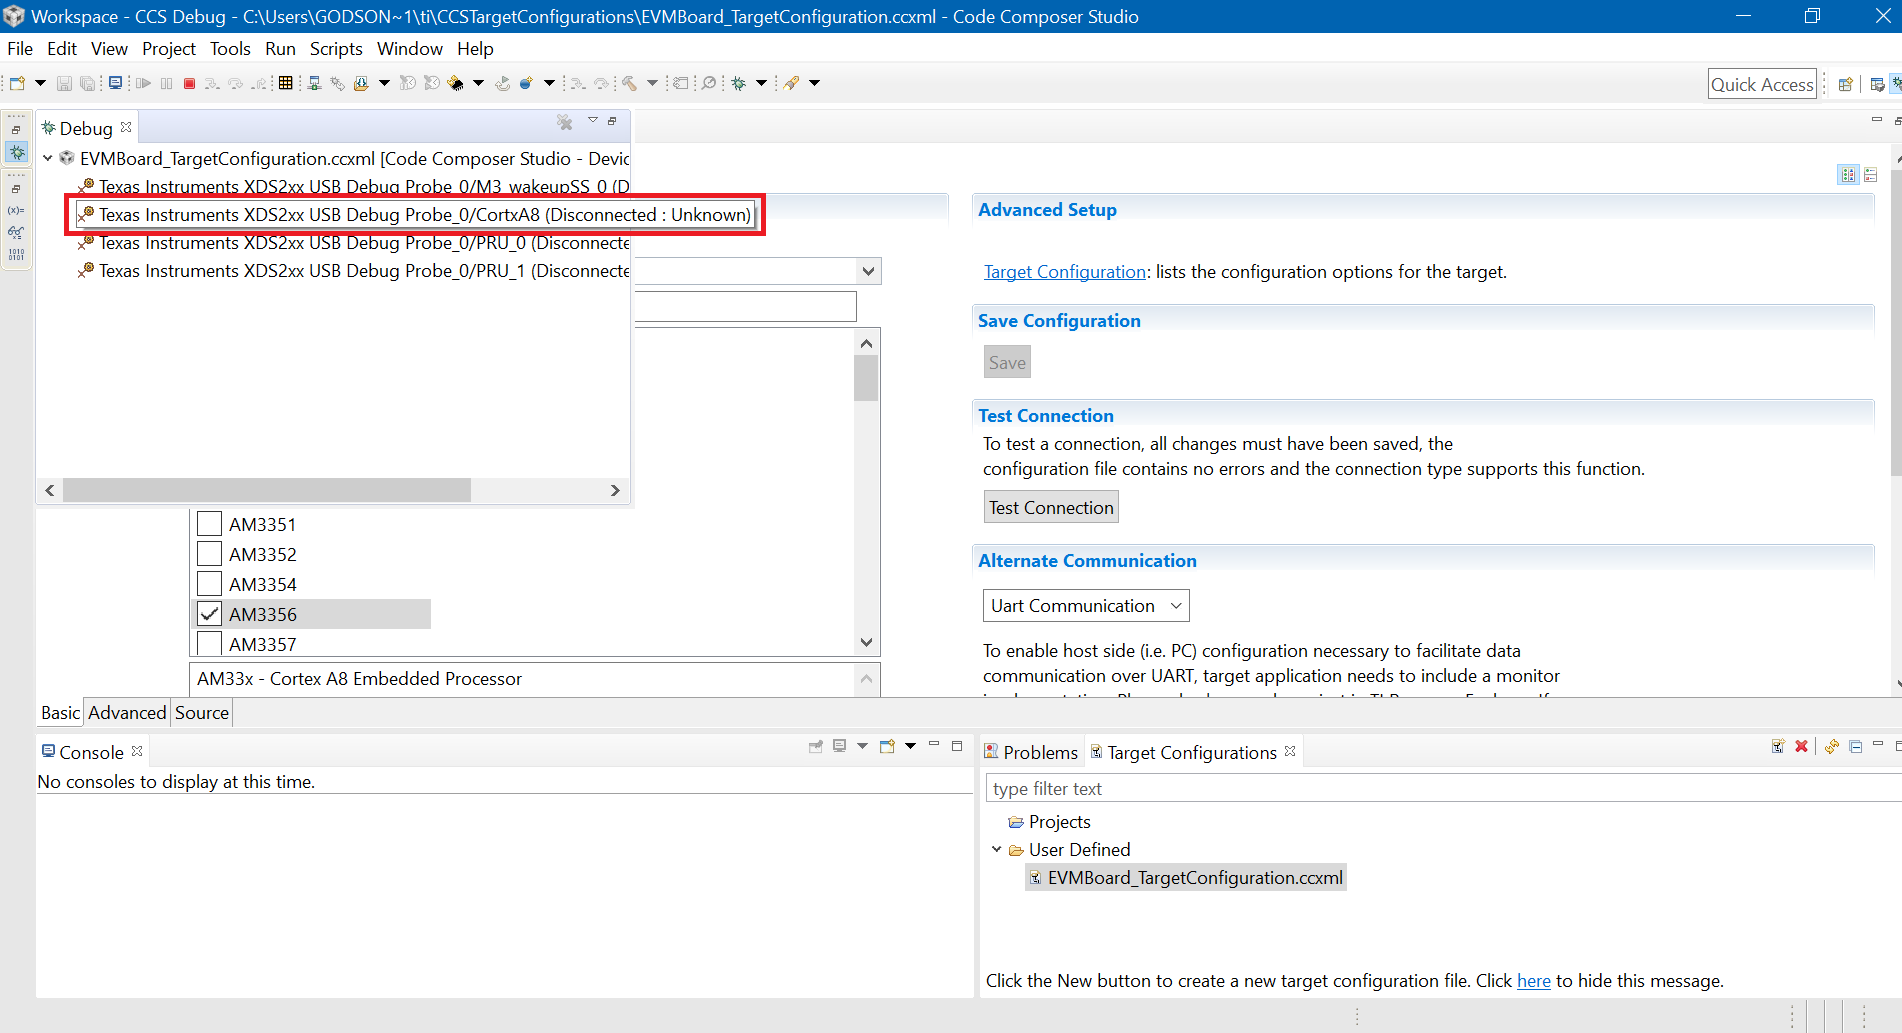 Workspace - CCS Debug - C:\Users\GODSON~1\ti\CCSTargetConfigurations\EVMBoard_TargetConfiguration.ccxml - Code Composer Studio
File Edit View Project Tools Run Scripts Window Help
Quick Access
Debug
EVMBoard_TargetConfiguration.ccxml [Code Composer Studio - Devic
Texas Instruments XDS2xx USB Debug Probe_0/M3_wakeupSS_0 (D
Texas Instruments XDS2xx USB Debug Probe_0/CortxA8 (Disconnected : Unknown)
Texas Instruments XDS2xx USB Debug Probe_0/PRU_0 (Disconnecte
Texas Instruments XDS2xx USB Debug Probe_0/PRU_1 (Disconnecte
AM3351
AM3352
AM3354
AM3356
AM3357
AM33x - Cortex A8 Embedded Processor
Basic Advanced Source
Advanced Setup
Target Configuration: lists the configuration options for the target.
Save Configuration
Save
Test Connection
To test a connection, all changes must have been saved, the
configuration file contains no errors and the connection type supports this function.
Test Connection
Alternate Communication
Uart Communication
To enable host side (i.e. PC) configuration necessary to facilitate data
communication over UART, target application needs to include a monitor
Console
No consoles to display at this time.
Problems Target Configurations
type filter text
Projects
User Defined
EVMBoard_TargetConfiguration.ccxml
Click the New button to create a new target configuration file. Click here to hide this message.